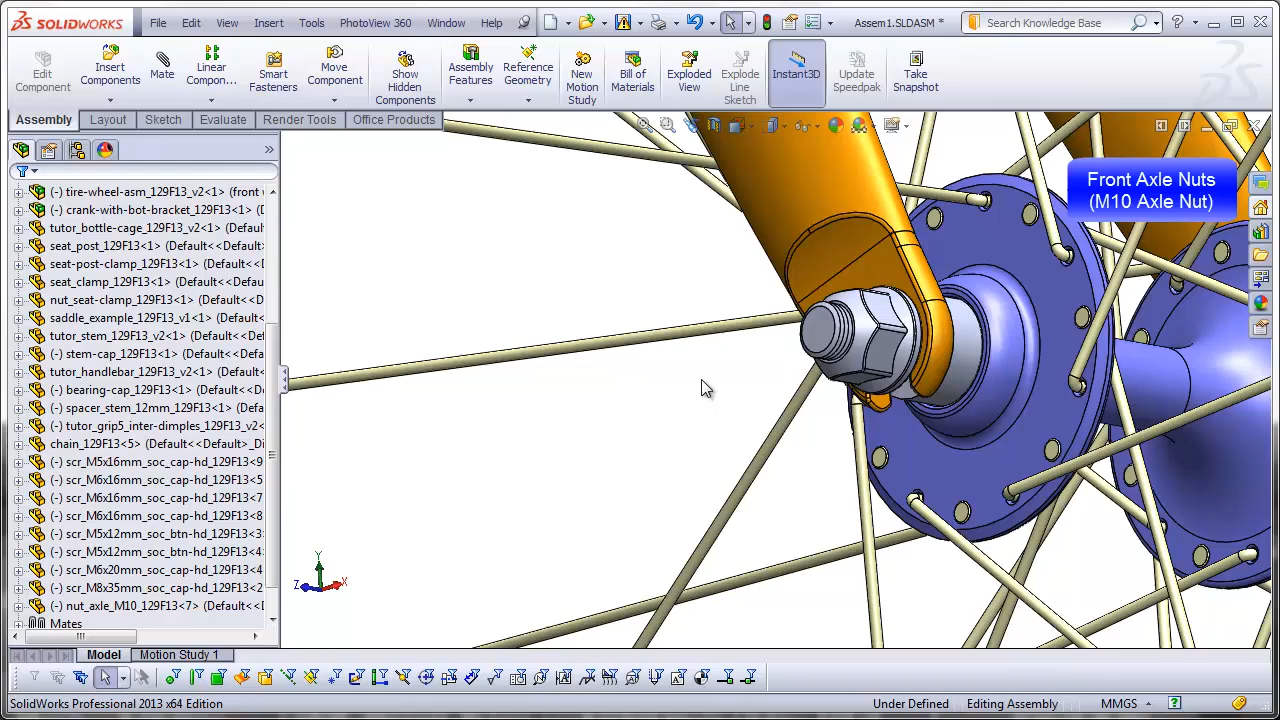 SOLIDWORKS
File Edit View Insert Tools PhotoView 360 Window Help
Assem1.SLDASM *
Search Knowledge Base
Edit Component
Insert Components
Mate
Linear Compon...
Smart Fasteners
Move Component
Show Hidden Components
Assembly Features
Reference Geometry
New Motion Study
Bill of Materials
Exploded View
Explode Line Sketch
Instant3D
Update Speedpak
Take Snapshot
Assembly Layout Sketch Evaluate Render Tools Office Products
(-) tire-wheel-asm_129F13_v2<1> (front
(-) crank-with-bot-bracket_129F13<1> (D
tutor_bottle-cage_129F13_v2<1> (
seat_post_129F13<1> (Default<<De
seat-post-clamp_129F13<1> (Defau
seat_clamp_129F13<1> (Default<<D
nut_seat-clamp_129F13<1> (Default
saddle_example_129F13_v1<1> (De
tutor_stem_129F13_v2<1> (Default
(-) stem-cap_129F13<1> (Default<<
tutor_handlebar_129F13_v2<1> (De
(-) bearing-cap_129F13<1> (Default
(-) spacer_stem_12mm_129F13<1> (
(-) tutor_grip5_inter-dimples_129F13_v2<
chain_129F13<5> (Default<Default>_Di
(-) scr_M5x16mm_soc_cap-hd_129F13<9
(-) scr_M6x16mm_soc_cap-hd_129F13<5
(-) scr_M6x16mm_soc_cap-hd_129F13<7
(-) scr_M6x16mm_soc_cap-hd_129F13<8
(-) scr_M5x12mm_soc_btn-hd_129F13<3
(-) scr_M5x12mm_soc_btn-hd_129F13<4
(-) scr_M6x20mm_soc_cap-hd_129F13<4
(-) scr_M8x35mm_soc_cap-hd_129F13<2
(-) nut_axle_M10_129F13<7> (Default<<
Mates
Front Axle Nuts
(M10 Axle Nut)
Y
Z X
Model Motion Study 1
SolidWorks Professional 2013 x64 Edition
Under Defined Editing Assembly MMGS